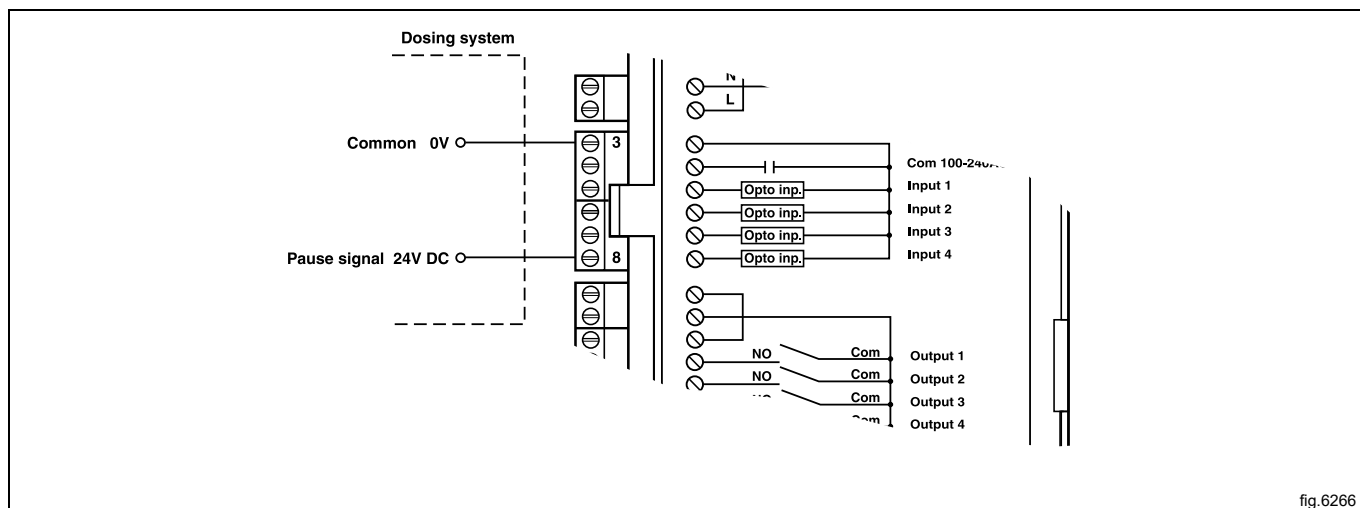 Dosing system
Common 0V
Pause signal 24V DC
3
8
L
Com
Opto inp. Input 1
Opto inp. Input 2
Opto inp. Input 3
Opto inp. Input 4
Com Output 1
NO Com Output 2
NO Com Output 3
Output 4
fig.6266